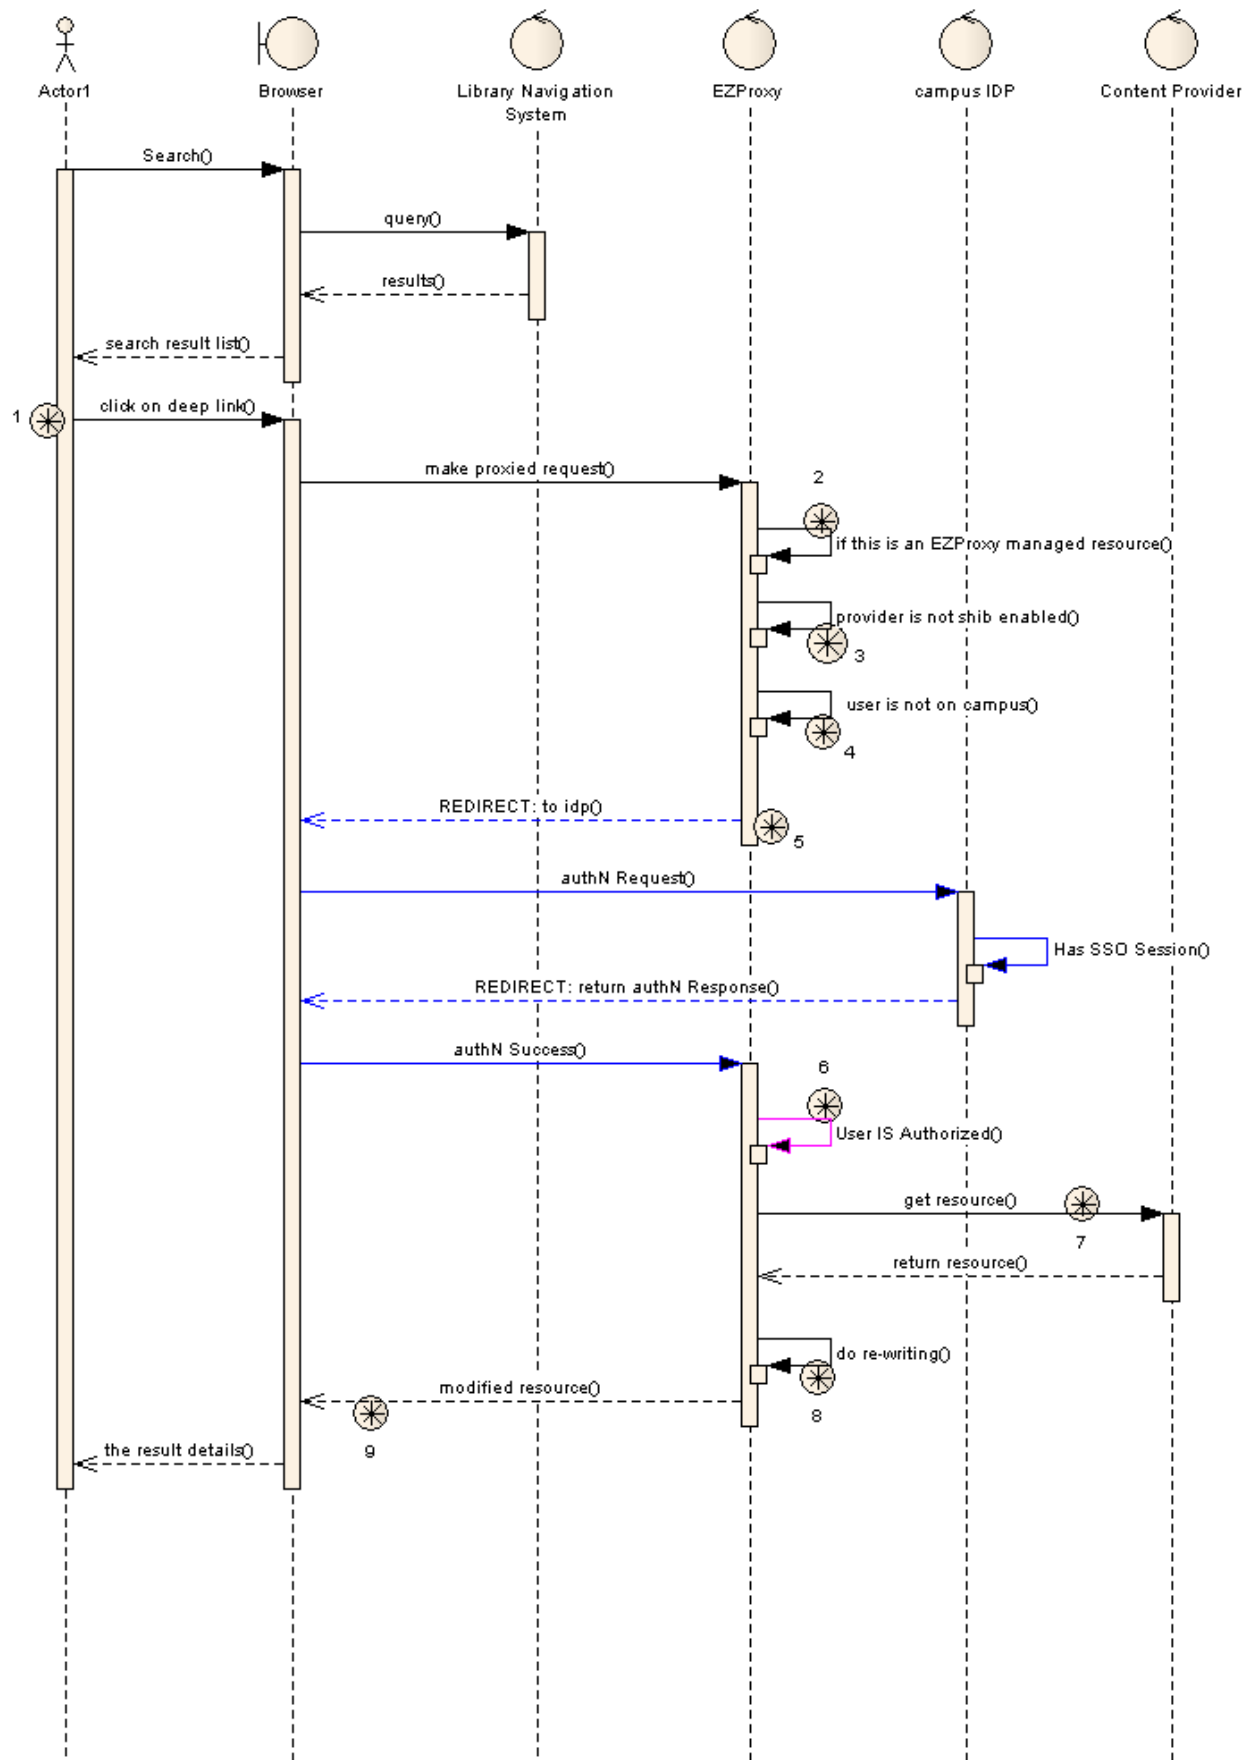 Actor1
Browser
Library Navigation
System
EZProxy
campus IDP
Content Provider
Search()
query()
results()
search result list()
1
click on deep link()
make proxied request()
2
if this is an EZProxy managed resource()
provider is not shib enabled()
3
user is not on campus()
4
REDIRECT: to idp()
5
authN Request()
Has SSO Session()
REDIRECT: return authN Response()
authN Success()
6
User IS Authorized()
get resource()
7
return resource()
do re-writing()
modified resource()
8
9
the result details()